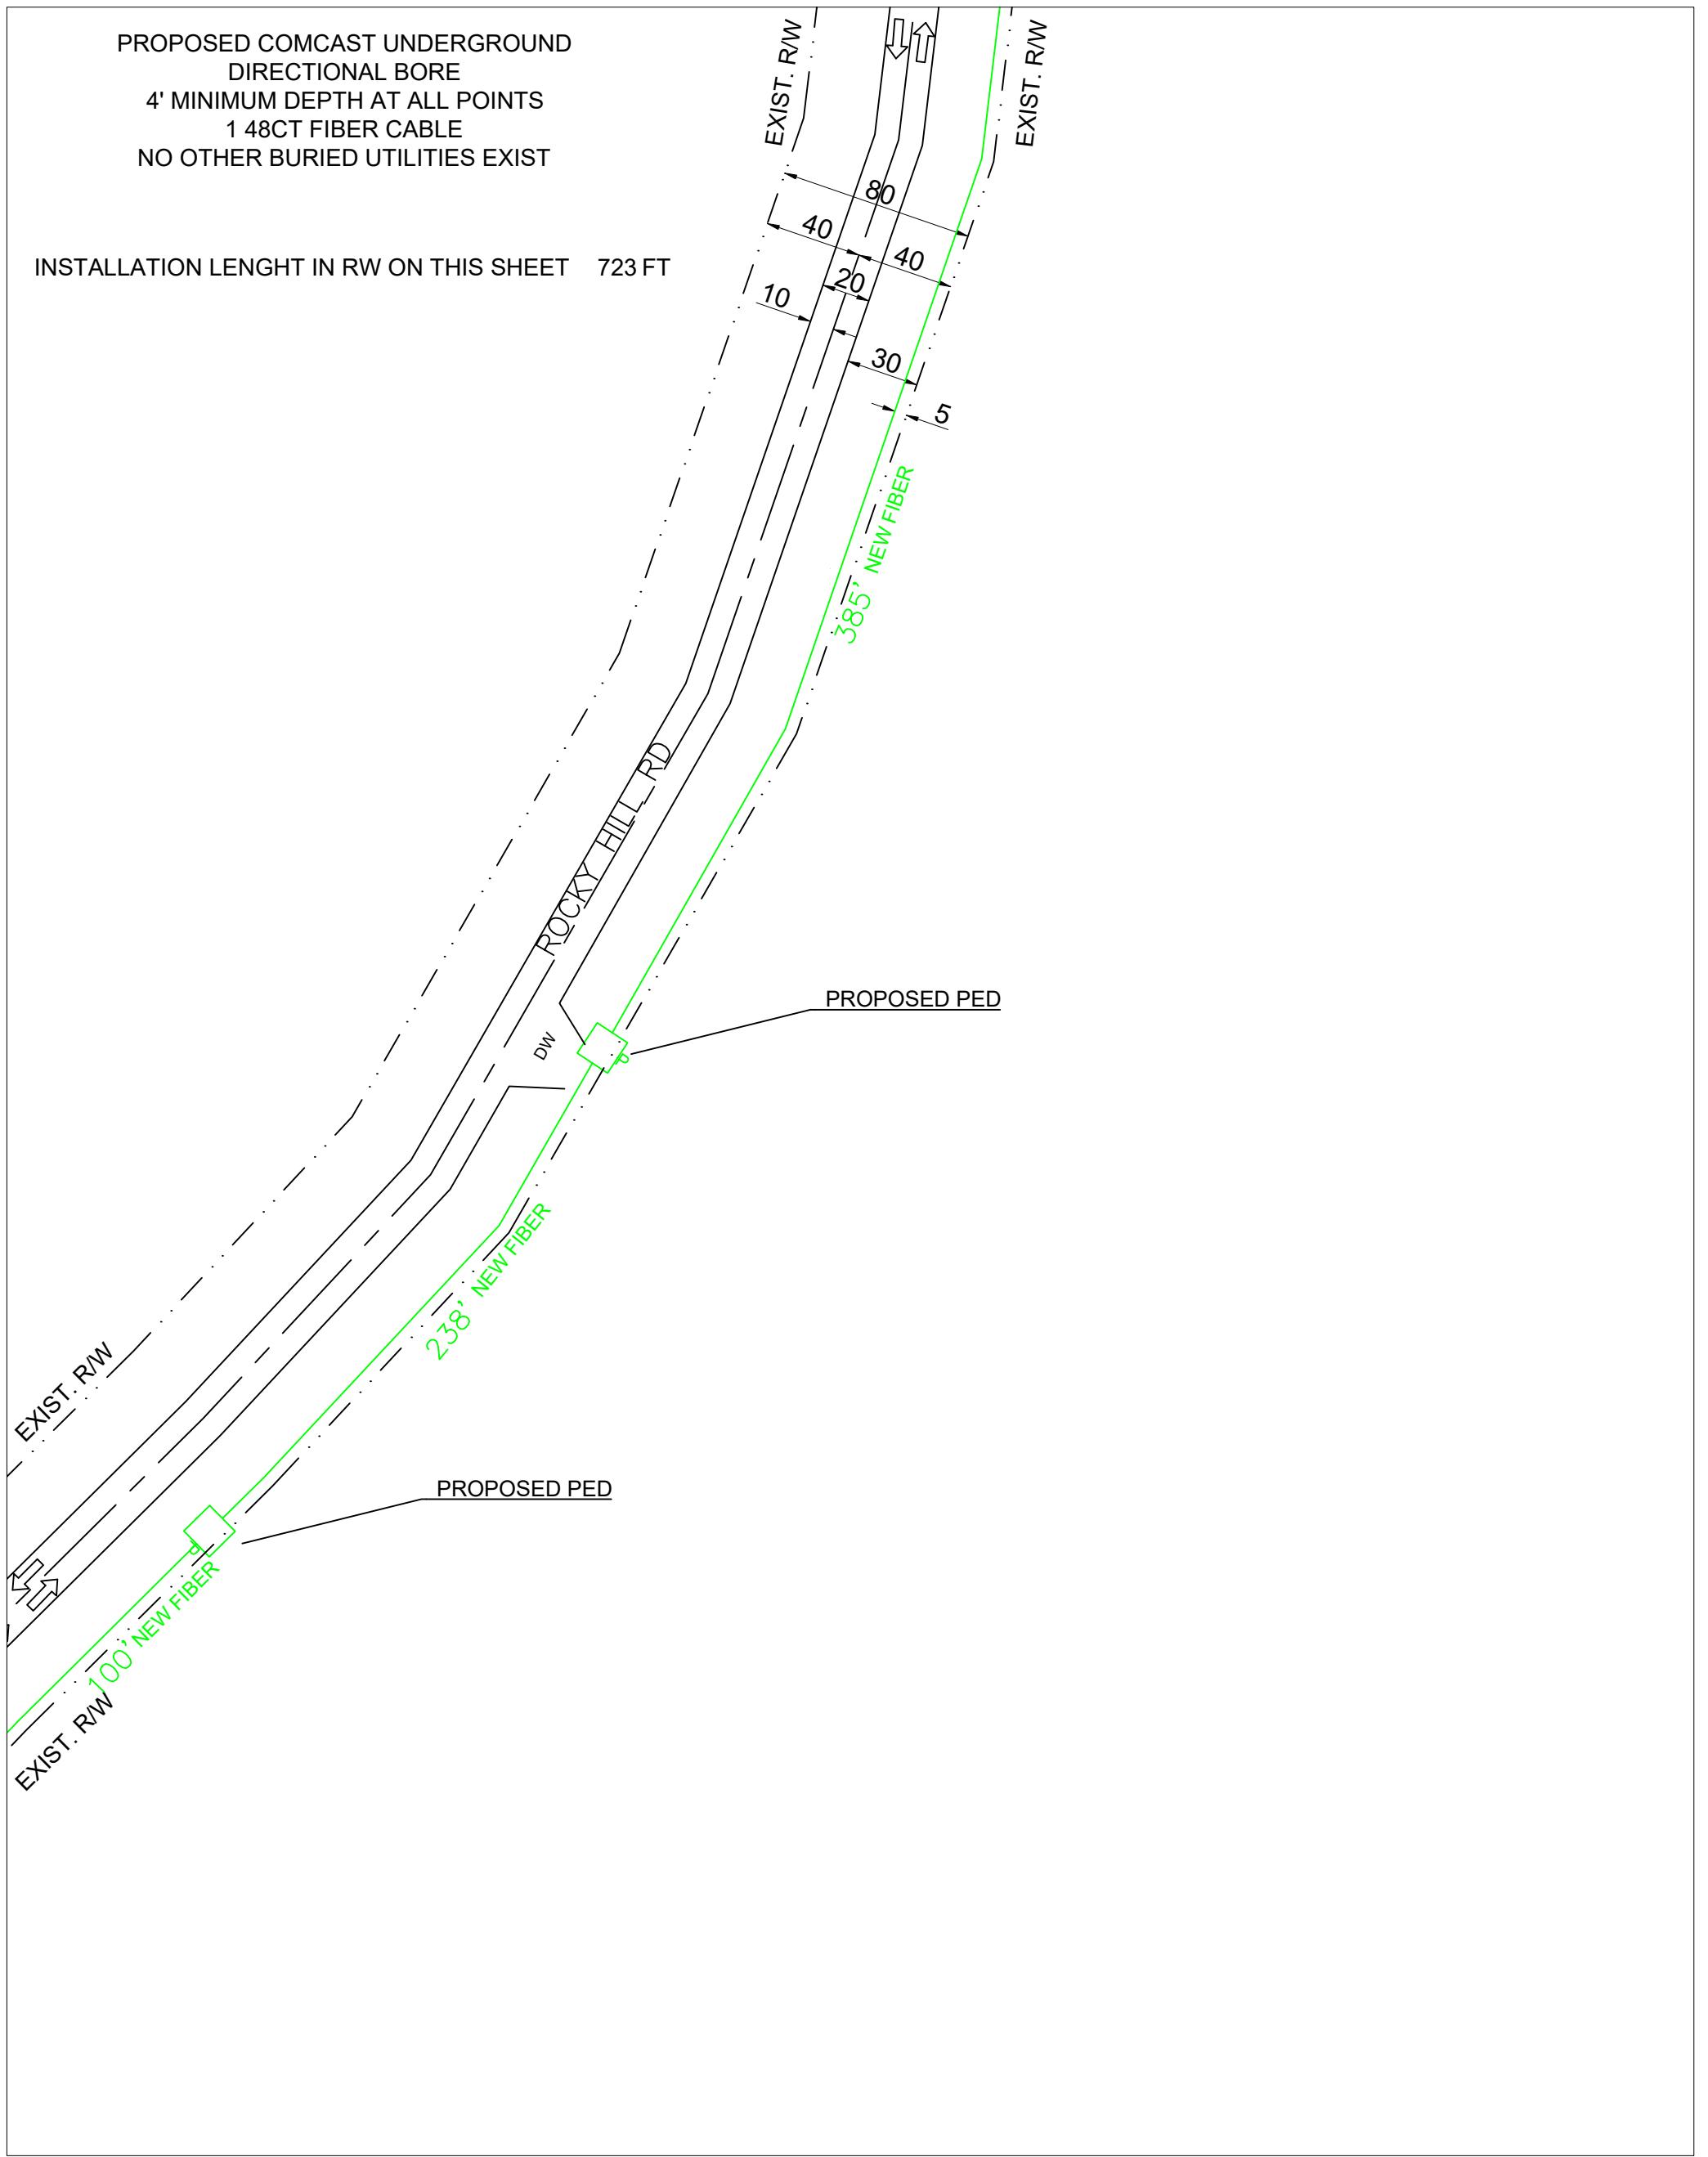 PROPOSED COMCAST UNDERGROUND
DIRECTIONAL BORE
4' MINIMUM DEPTH AT ALL POINTS
1 48CT FIBER CABLE
NO OTHER BURIED UTILITIES EXIST
INSTALLATION LENGHT IN RW ON THIS SHEET 723 FT
EXIST. R/W
EXIST. R/W
80
40
40
20
10
30
5
385' NEW FIBER
ROCKY HILL RD
PROPOSED PED
DW
238' NEW FIBER
EXIST. R/W
PROPOSED PED
100' NEW FIBER
EXIST. R/W